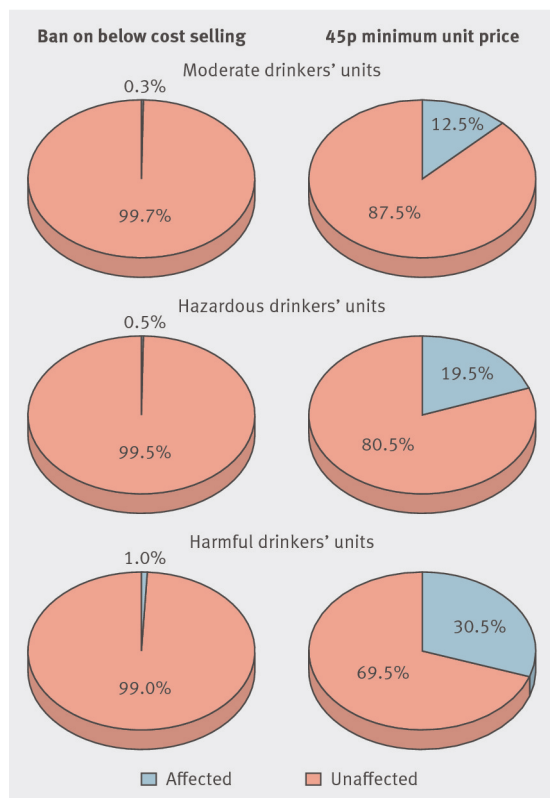 Ban on below cost selling 45p minimum unit price
Moderate drinkers’ units
0.3%
12.5%
99.7%
87.5%
Hazardous drinkers’ units
0.5%
19.5%
99.5%
80.5%
Harmful drinkers’ units
1.0%
30.5%
99.0%
69.5%
Affected Unaffected